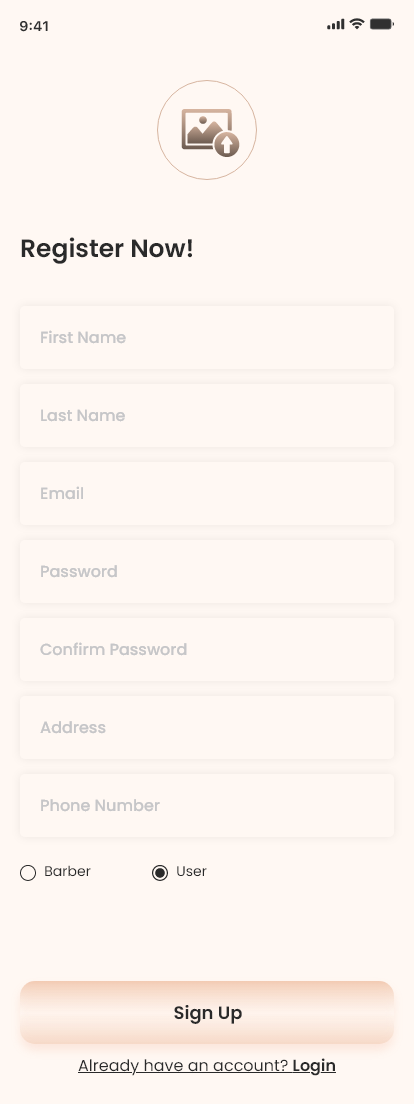 9:41
Register Now!
First Name
Last Name
Email
Password
Confirm Password
Address
Phone Number
Barber User
Sign Up
Already have an account? Login